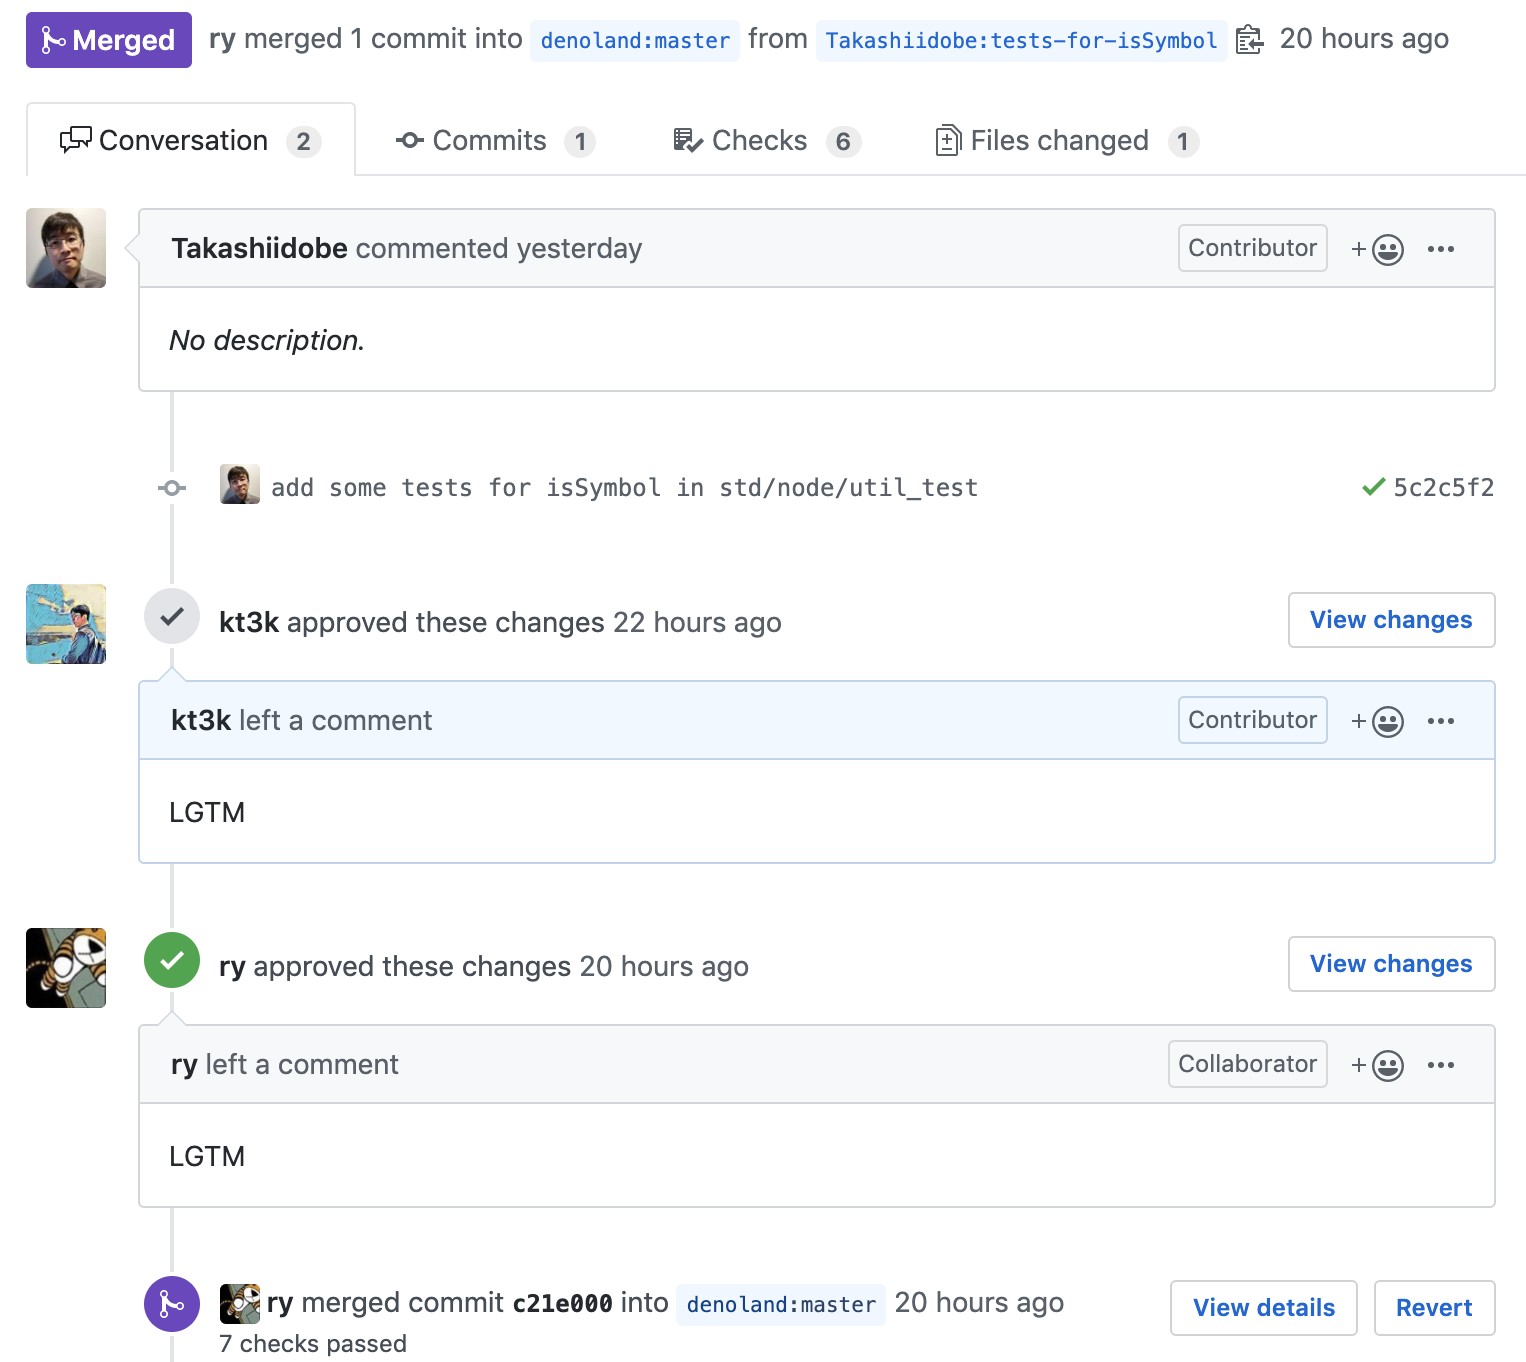 Merged ry merged 1 commit into denoland:master from Takashiidobe:tests-for-isSymbol 20 hours ago
Conversation 2 Commits 1 Checks 6 Files changed 1
Takashiidobe commented yesterday Contributor
No description.
add some tests for isSymbol in std/node/util_test 5c2c5f2
kt3k approved these changes 22 hours ago View changes
kt3k left a comment Contributor
LGTM
ry approved these changes 20 hours ago View changes
ry left a comment Collaborator
LGTM
ry merged commit c21e000 into denoland:master 20 hours ago View details Revert
7 checks passed